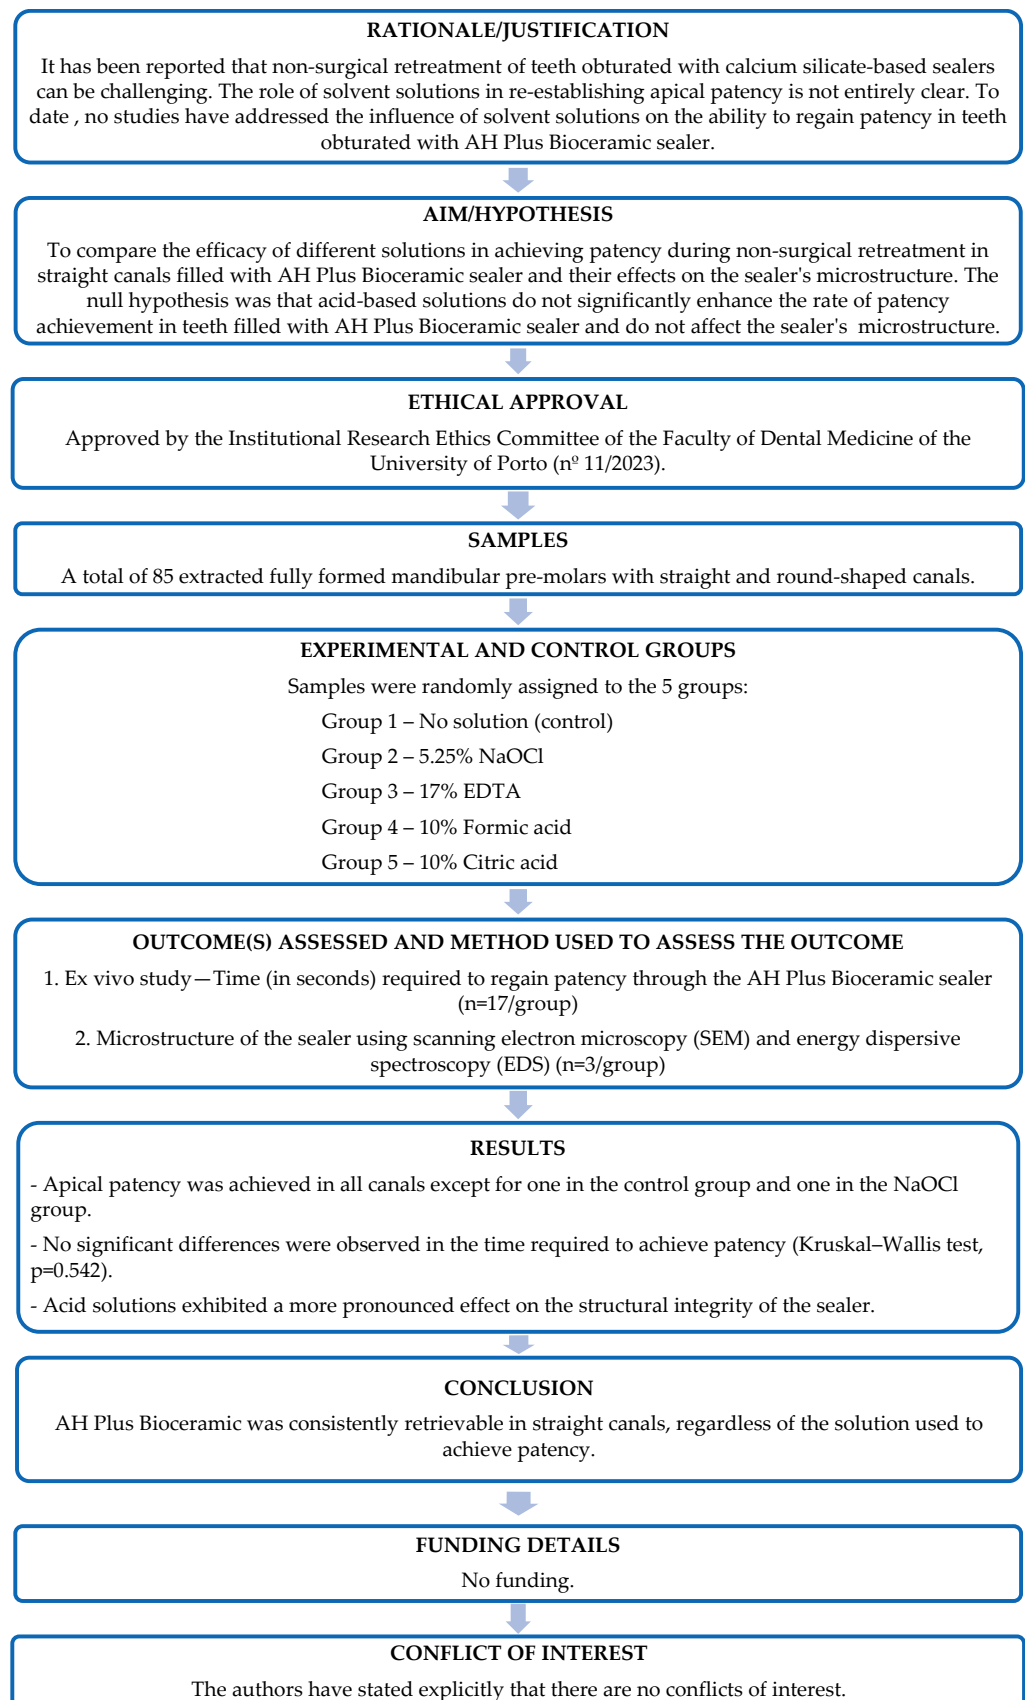 RATIONALE/JUSTIFICATION
It has been reported that non-surgical retreatment of teeth obturated with calcium silicate-based sealers
can be challenging. The role of solvent solutions in re-establishing apical patency is not entirely clear. To
date , no studies have addressed the influence of solvent solutions on the ability to regain patency in teeth
obturated with AH Plus Bioceramic sealer.
AIM/HYPOTHESIS
To compare the efficacy of different solutions in achieving patency during non-surgical retreatment in
straight canals filled with AH Plus Bioceramic sealer and their effects on the sealer's microstructure. The
null hypothesis was that acid-based solutions do not significantly enhance the rate of patency
achievement in teeth filled with AH Plus Bioceramic sealer and do not affect the sealer's microstructure.
ETHICAL APPROVAL
Approved by the Institutional Research Ethics Committee of the Faculty of Dental Medicine of the
University of Porto (nº 11/2023).
SAMPLES
A total of 85 extracted fully formed mandibular pre-molars with straight and round-shaped canals.
EXPERIMENTAL AND CONTROL GROUPS
Samples were randomly assigned to the 5 groups:
Group 1 – No solution (control)
Group 2 – 5.25% NaOCl
Group 3 – 17% EDTA
Group 4 – 10% Formic acid
Group 5 – 10% Citric acid
OUTCOME(S) ASSESSED AND METHOD USED TO ASSESS THE OUTCOME
1. Ex vivo study—Time (in seconds) required to regain patency through the AH Plus Bioceramic sealer
(n=17/group)
2. Microstructure of the sealer using scanning electron microscopy (SEM) and energy dispersive
spectroscopy (EDS) (n=3/group)
RESULTS
- Apical patency was achieved in all canals except for one in the control group and one in the NaOCl
group.
- No significant differences were observed in the time required to achieve patency (Kruskal–Wallis test,
p=0.542).
- Acid solutions exhibited a more pronounced effect on the structural integrity of the sealer.
CONCLUSION
AH Plus Bioceramic was consistently retrievable in straight canals, regardless of the solution used to
achieve patency.
FUNDING DETAILS
No funding.
CONFLICT OF INTEREST
The authors have stated explicitly that there are no conflicts of interest.